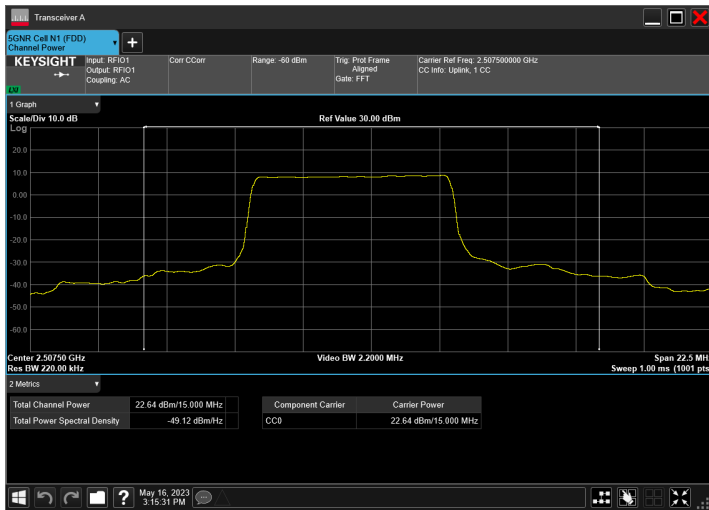 Transceiver A
5GNR Cell N1 (FDD)
Channel Power
KEYSIGHT
Input: RFIO1
Output: RFIO1
Coupling: AC
Corr CCorr
Range: -60 dBm
Trig: Prot Frame
Aligned
Gate: FFT
Carrier Ref Freq: 2.507500000 GHz
CC Info: Uplink, 1 CC
LXI
1 Graph
Scale/Div 10.0 dB
Ref Value 30.00 dBm
Log
20.0
10.0
0.00
-10.0
-20.0
-30.0
-40.0
-50.0
-60.0
Center 2.50750 GHz
Video BW 2.2000 MHz
Span 22.5 MH
Res BW 220.00 kHz
Sweep 1.00 ms (1001 pts
2 Metrics
Total Channel Power 22.64 dBm/15.000 MHz
Total Power Spectral Density -49.12 dBm/Hz
Component Carrier Carrier Power
CC0 22.64 dBm/15.000 MHz
?
May 16, 2023
3:15:31 PM